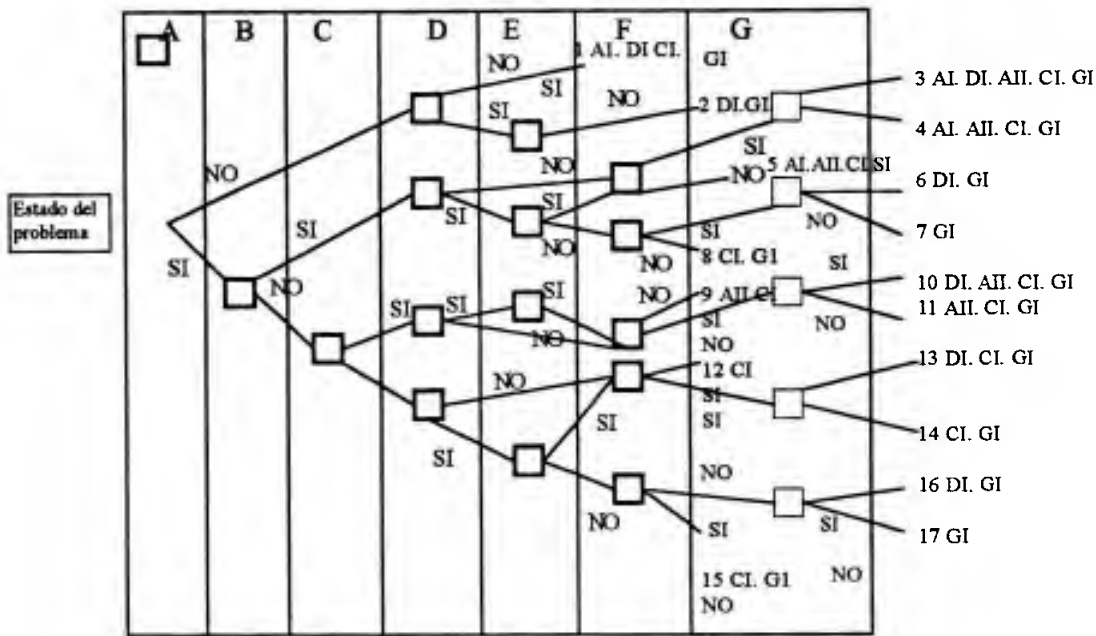 A B C D E F G
1 AI. DI CI.
GI
NO
SI
3 AI. DI. AII. CI. GI
SI
NO
2 DI.GI
4 AI. AII. CI. GI
SI
NO
NO
NO
5 AI.AII.CI.SI
6 DI. GI
Estado del
problema
SI
SI
SI
NO
7 GI
SI
NO
SI
NO
8 CI. G1
SI
NO
SI
NO
9 AII.C
10 DI. AII. CI. GI
11 AII. CI. GI
SI
SI
NO
SI
NO
NO
12 CI
13 DI. CI. GI
NO
SI
SI
SI
14 CI. GI
SI
NO
16 DI. GI
NO
SI
SI
17 GI
15 CI. G1
NO
NO